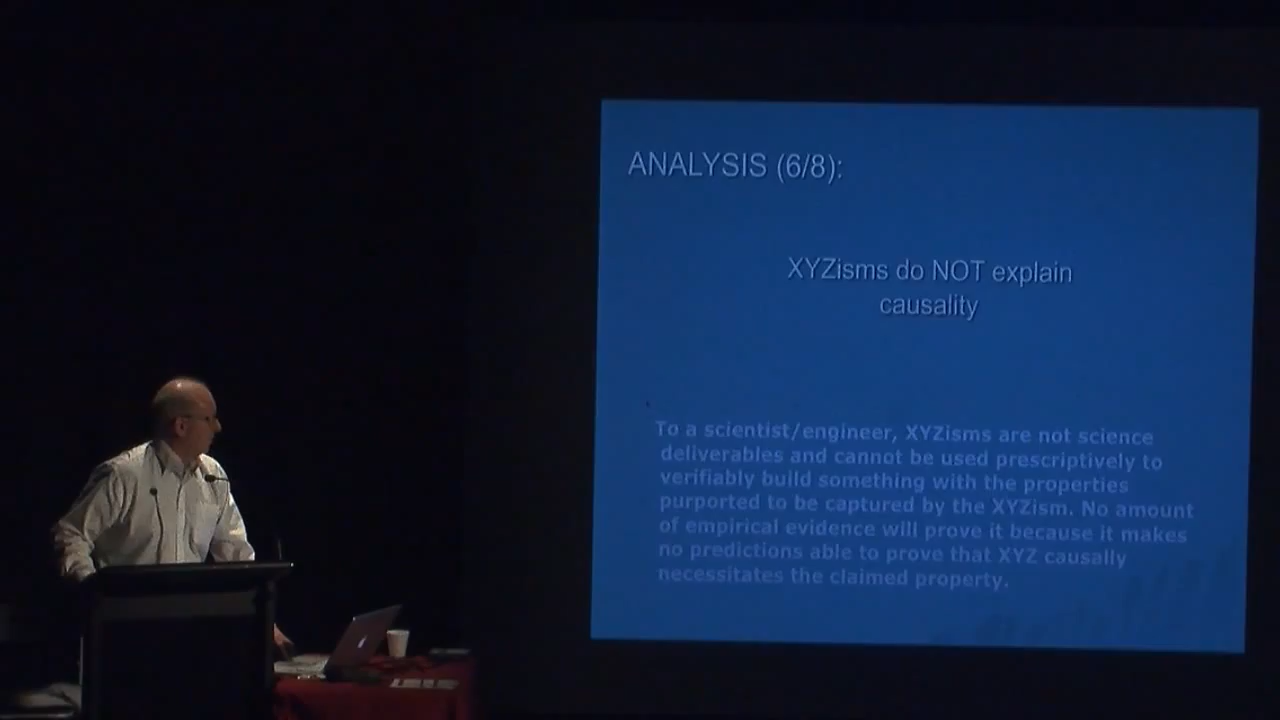 ANALYSIS (6/8):
XYZisms do NOT explain
causality
To a scientist/engineer, XYZisms are not science
deliverables and cannot be used prescriptively to
verifiably build something with the properties
purported to be captured by the XYZism. No amount
of empirical evidence will prove it because it makes
no predictions able to prove that XYZ causally
necessitates the claimed property.